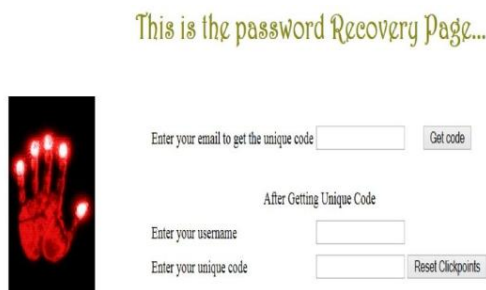 This is the password Recovery Page...
Enter your email to get the unique code Get code
After Getting Unique Code
Enter your username
Enter your unique code Reset Clickpoints